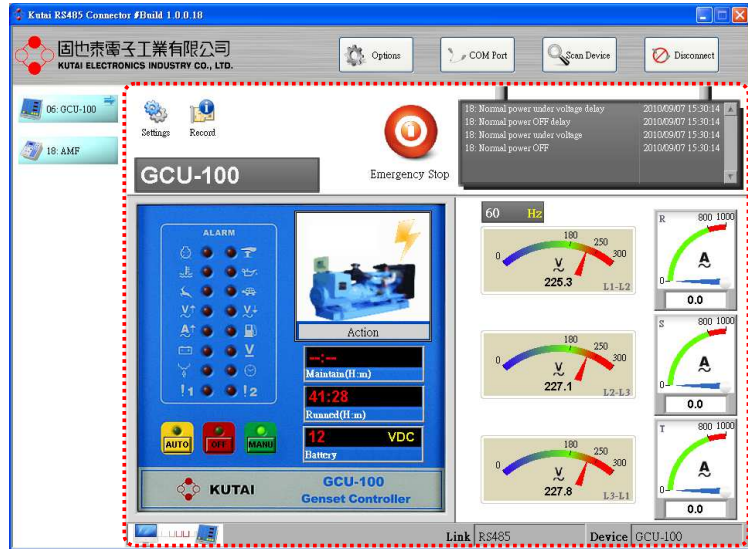 Kutai RS485 Connector #Build 1.0.0.18
固也泰電子工業有限公司
KUTAI ELECTRONICS INDUSTRY CO., LTD.
Options
COM Port
Scan Device
Disconnect
06: GCU-100
18: AMF
Settings
Record
Emergency Stop
18: Normal power under voltage delay 2010/09/07 15:30:14
18: Normal power OFF delay 2010/09/07 15:30:14
18: Normal power under voltage 2010/09/07 15:30:14
18: Normal power OFF 2010/09/07 15:30:14
GCU-100
ALARM
V↑ V↓
A↑
V
!1 !2
AUTO OFF MANU
Action
--:--
Maintain(H:m)
41:28
Runned(H:m)
12 VDC
Battery
KUTAI
GCU-100
Genset Controller
60 Hz
0 180 250 300
V
225.3
L1-L2
R 800 1000
A
0
0.0
0 180 250 300
V
227.1
L2-L3
S 800 1000
A
0
0.0
0 180 250 300
V
227.8
L3-L1
T 800 1000
A
0
0.0
Link RS485 Device GCU-100